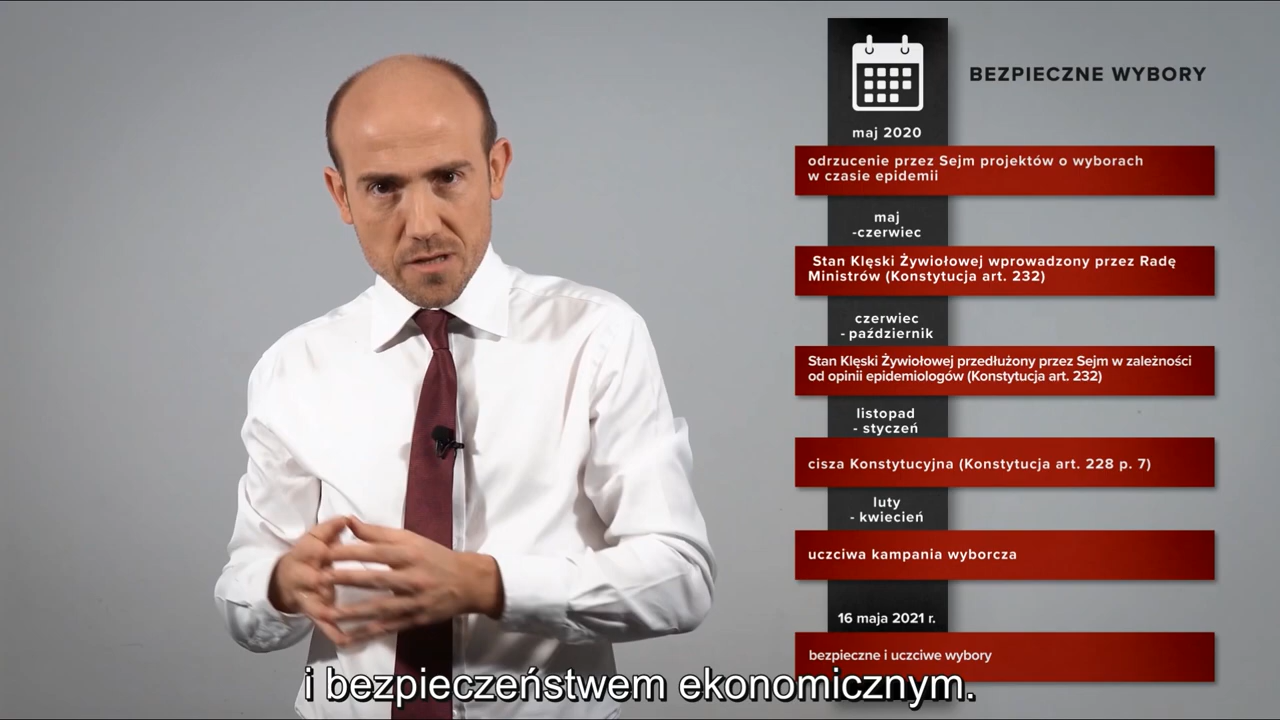 BEZPIECZNE WYBORY
maj 2020
odrzucenie przez Sejm projektów o wyborach
w czasie epidemii
maj
-czerwiec
Stan Klęski Żywiołowej wprowadzony przez Radę
Ministrów (Konstytucja art. 232)
czerwiec
- październik
Stan Klęski Żywiołowej przedłużony przez Sejm w zależności
od opinii epidemiologów (Konstytucja art. 232)
listopad
- styczeń
cisza Konstytucyjna (Konstytucja art. 228 p. 7)
luty
- kwiecień
uczciwa kampania wyborcza
16 maja 2021 r.
bezpieczne i uczciwe wybory
i bezpieczeństwem ekonomicznym.